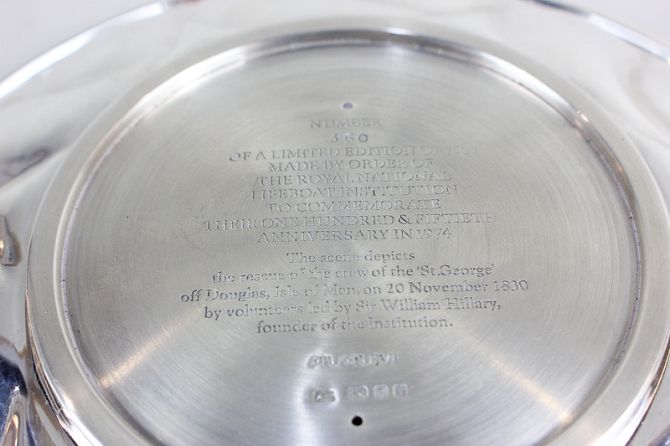 NUMBER
360
OF A LIMITED EDITION OF
MADE BY ORDER OF
THE ROYAL NATIONAL
LIFEBOAT INSTITUTION
TO COMMEMORATE
THEIR ONE HUNDRED & FIFTIETH
ANNIVERSARY IN 1974
The scene depicts
the rescue of the crew of the 'St.George'
off Douglas, Isle of Man, on 20 November 1830
by volunteers led by Sir William Hillary,
founder of the Institution.